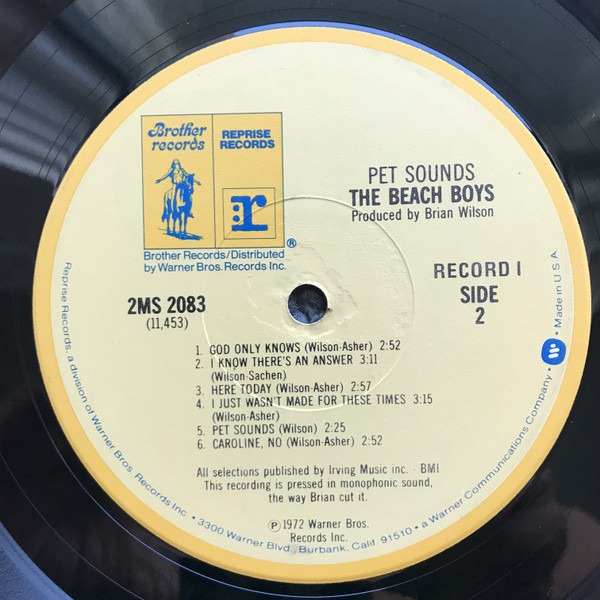 Brother
records
REPRISE
RECORDS
:r
®
Brother Records/Distributed
by Warner Bros. Records Inc.
PET SOUNDS
THE BEACH BOYS
Produced by Brian Wilson
2MS 2083
(11,453)
RECORD I
SIDE
2
1. GOD ONLY KNOWS (Wilson-Asher) 2:52
2. I KNOW THERE'S AN ANSWER 3:11
(Wilson-Sachen)
3. HERE TODAY (Wilson-Asher) 2:57
4. I JUST WASN'T MADE FOR THESE TIMES 3:15
(Wilson-Asher)
5. PET SOUNDS (Wilson) 2:25
6. CAROLINE, NO (Wilson-Asher) 2:52
All selections published by Irving Music inc. - BMI
This recording is pressed in monophonic sound,
the way Brian cut it.
℗ 1972 Warner Bros.
Records Inc.
Reprise Records, a division of Warner Bros. Records Inc. • 3300 Warner Blvd., Burbank, Calif. 91510 • a Warner Communications Company • W • Made in U S A